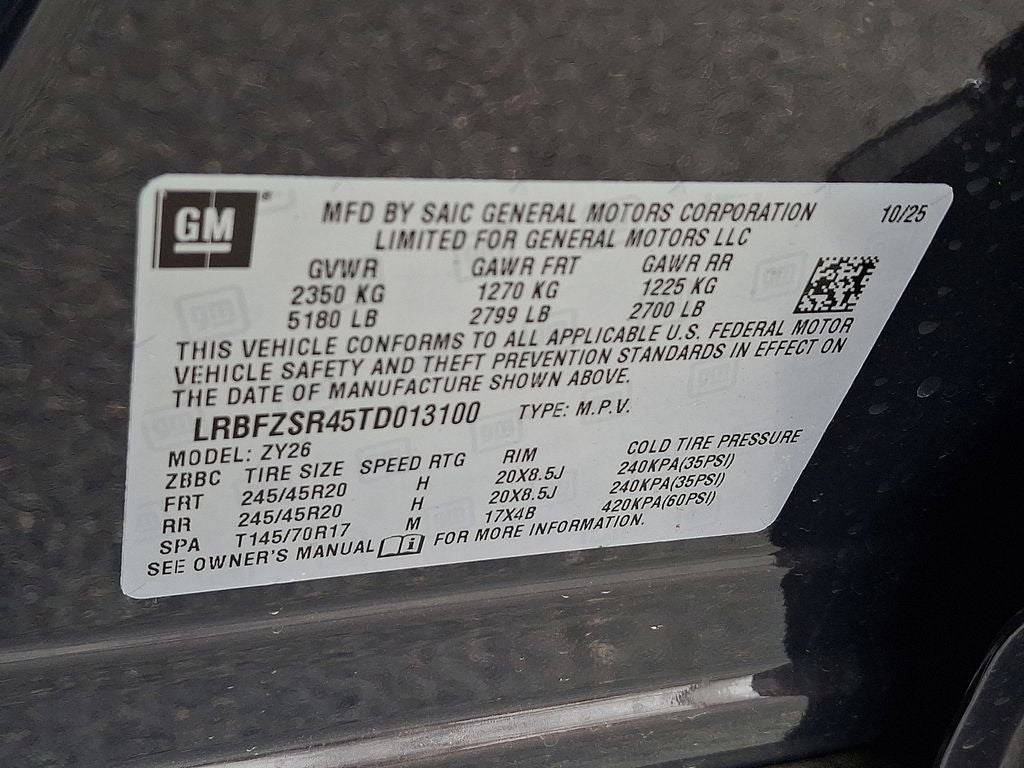 GM
MFD BY SAIC GENERAL MOTORS CORPORATION 10/25
LIMITED FOR GENERAL MOTORS LLC
GVWR GAWR FRT GAWR RR
2350 KG 1270 KG 1225 KG
5180 LB 2799 LB 2700 LB
THIS VEHICLE CONFORMS TO ALL APPLICABLE U.S. FEDERAL MOTOR
VEHICLE SAFETY AND THEFT PREVENTION STANDARDS IN EFFECT ON
THE DATE OF MANUFACTURE SHOWN ABOVE.
LRBFZSR45TD013100 TYPE: M.P.V.
MODEL: ZY26
ZBBC TIRE SIZE SPEED RTG RIM COLD TIRE PRESSURE
FRT 245/45R20 H 20X8.5J 240KPA(35PSI)
RR 245/45R20 H 20X8.5J 240KPA(35PSI)
SPA T145/70R17 M 17X4B 420KPA(60PSI)
SEE OWNER'S MANUAL FOR MORE INFORMATION.